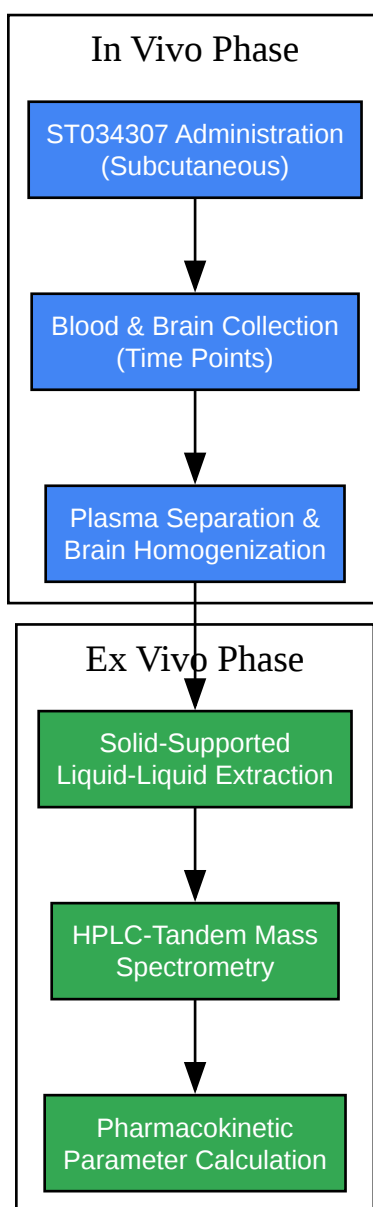 In Vivo Phase
ST034307 Administration
(Subcutaneous)
Blood & Brain Collection
(Time Points)
Plasma Separation &
Brain Homogenization
Ex Vivo Phase
Solid-Supported
Liquid-Liquid Extraction
HPLC-Tandem Mass
Spectrometry
Pharmacokinetic
Parameter Calculation